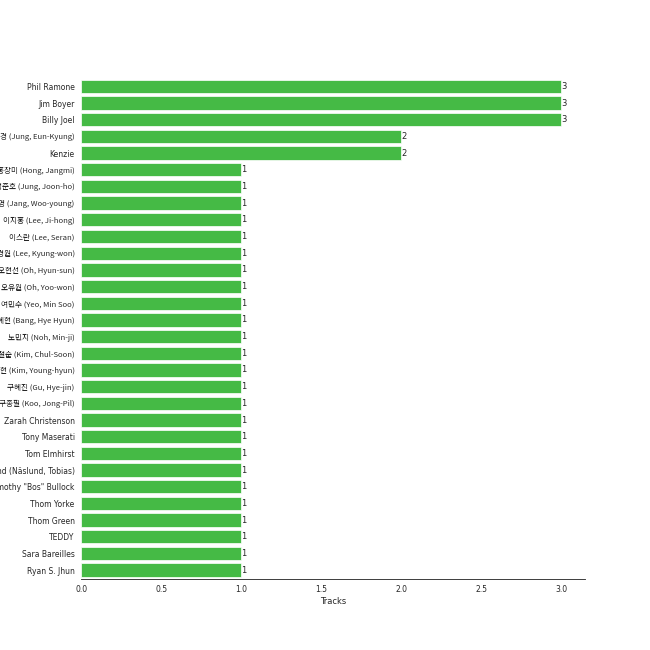 Phil Ramone 3
Jim Boyer 3
Billy Joel 3
경 (Jung, Eun-Kyung) 2
Kenzie 2
홍장미 (Hong, Jangmi) 1
준호 (Jung, Joon-ho) 1
영 (Jang, Woo-young) 1
이지홍 (Lee, Ji-hong) 1
이스란 (Lee, Seran) 1
경원 (Lee, Kyung-won) 1
오현선 (Oh, Hyun-sun) 1
오유원 (Oh, Yoo-won) 1
여민수 (Yeo, Min Soo) 1
혜현 (Bang, Hye Hyun) 1
노민지 (Noh, Min-ji) 1
철순 (Kim, Chul-Soon) 1
현 (Kim, Young-hyun) 1
구혜진 (Gu, Hye-jin) 1
구종필 (Koo, Jong-Pil) 1
Zarah Christenson 1
Tony Maserati 1
Tom Elmhirst 1
nd (Näslund, Tobias) 1
mothy "Bos" Bullock 1
Thom Yorke 1
Thom Green 1
TEDDY 1
Sara Bareilles 1
Ryan S. Jhun 1
0.0 0.5 1.0 1.5 2.0 2.5 3.0
Tracks